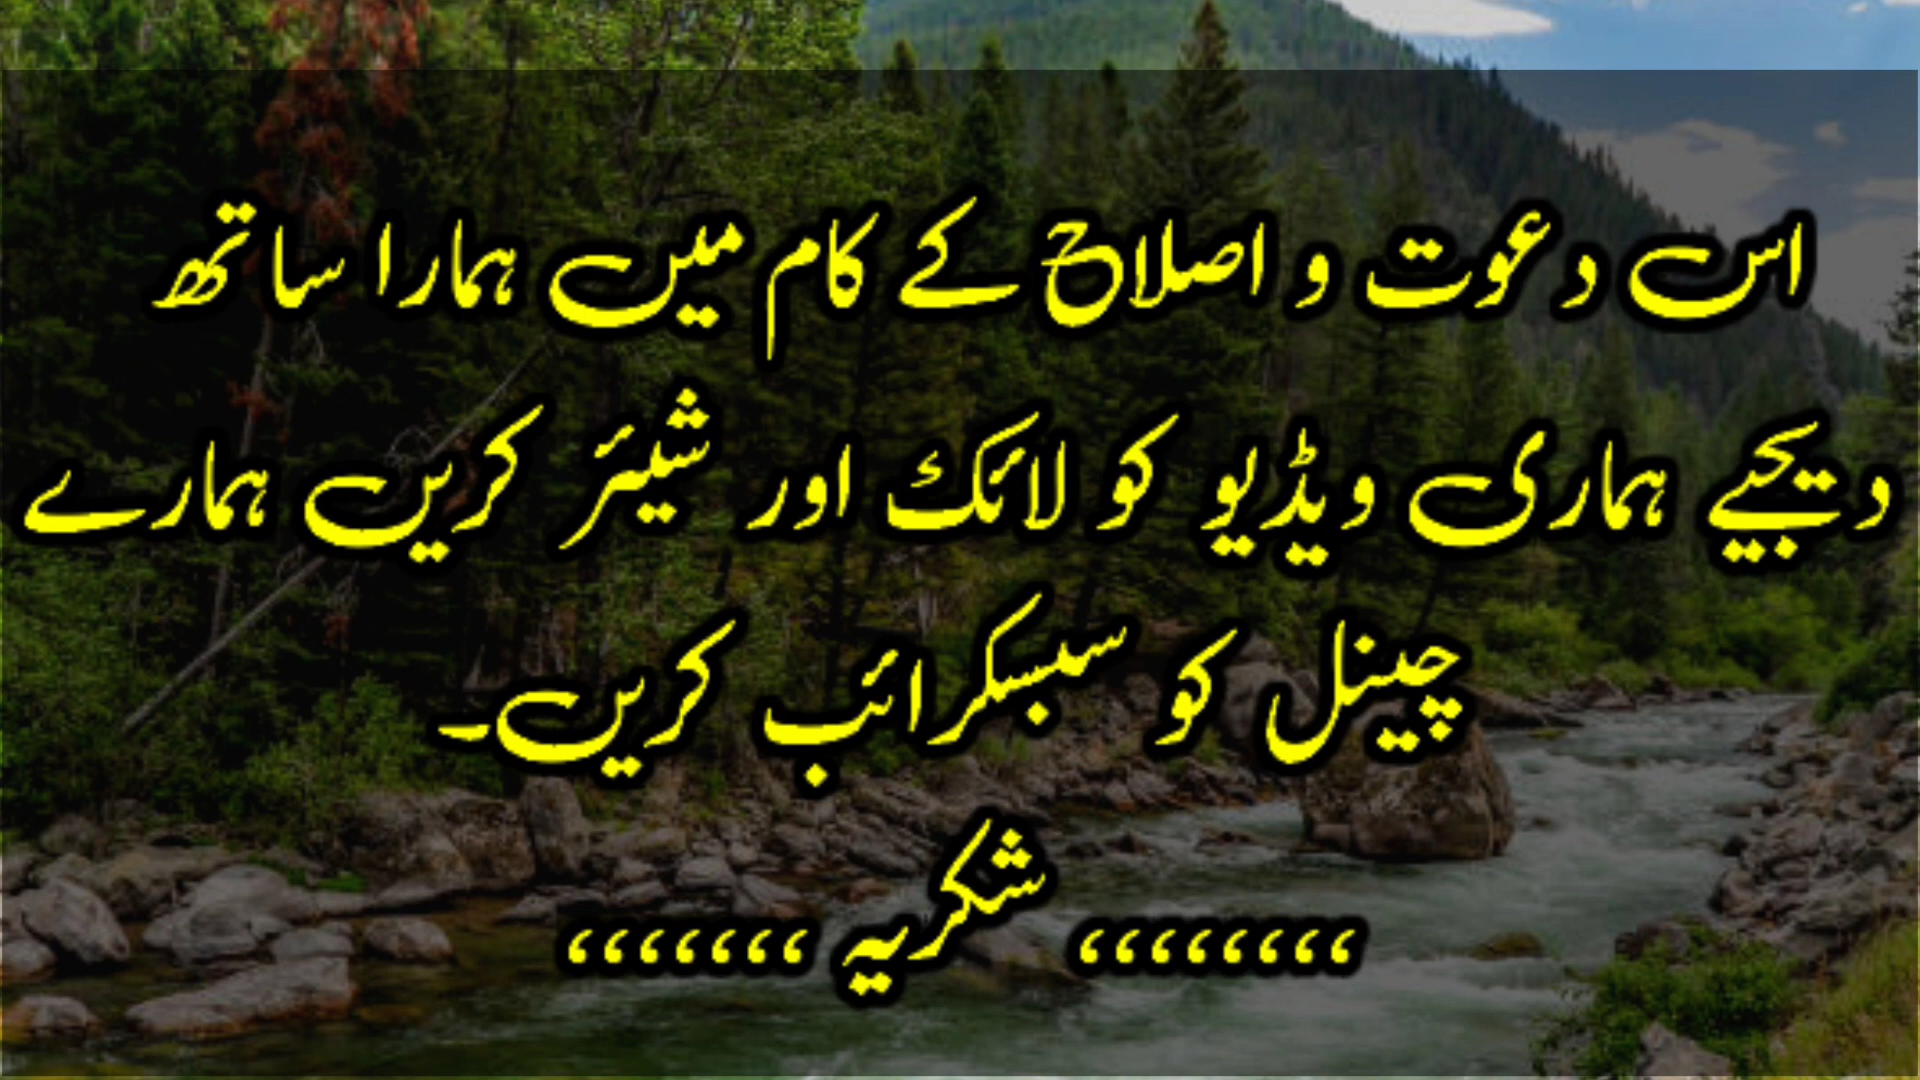 اس دعوت و اصلاح کے کام میں ہمارا ساتھ
دیجیے ہماری ویڈیو کو لائک اور شیئر کریں ہمارے
چینل کو سبسکرائب کریں۔
،،،،،،،، شکریہ ،،،،،،،